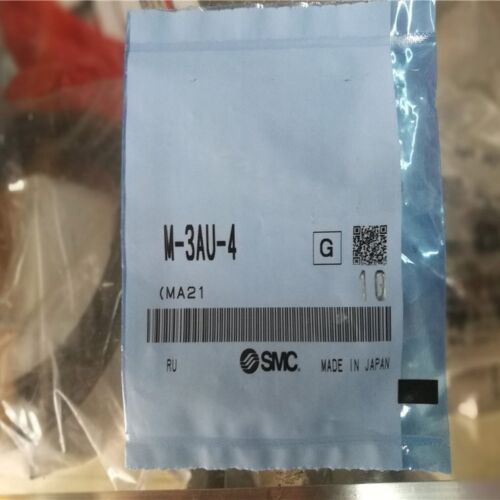 M-3AU-4
G
(MA21
10
RU
SMC.
MADE IN JAPAN